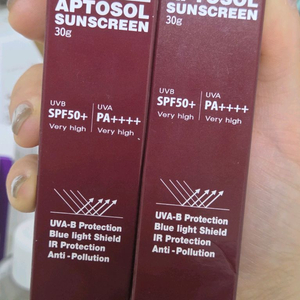 APTOSOL
SUNSCREEN
30g
UVB
SPF50+
Very high
UVA
PA++++
Very high
UVA-B Protection
Blue light Shield
IR Protection
Anti-Pollution
APTOSOL
SUNSCREEN
30g
UVB
SPF50+
Very high
UVA
PA++++
Very high
UVA-B Protection
Blue light Shield
IR Protection
Anti-Pollution